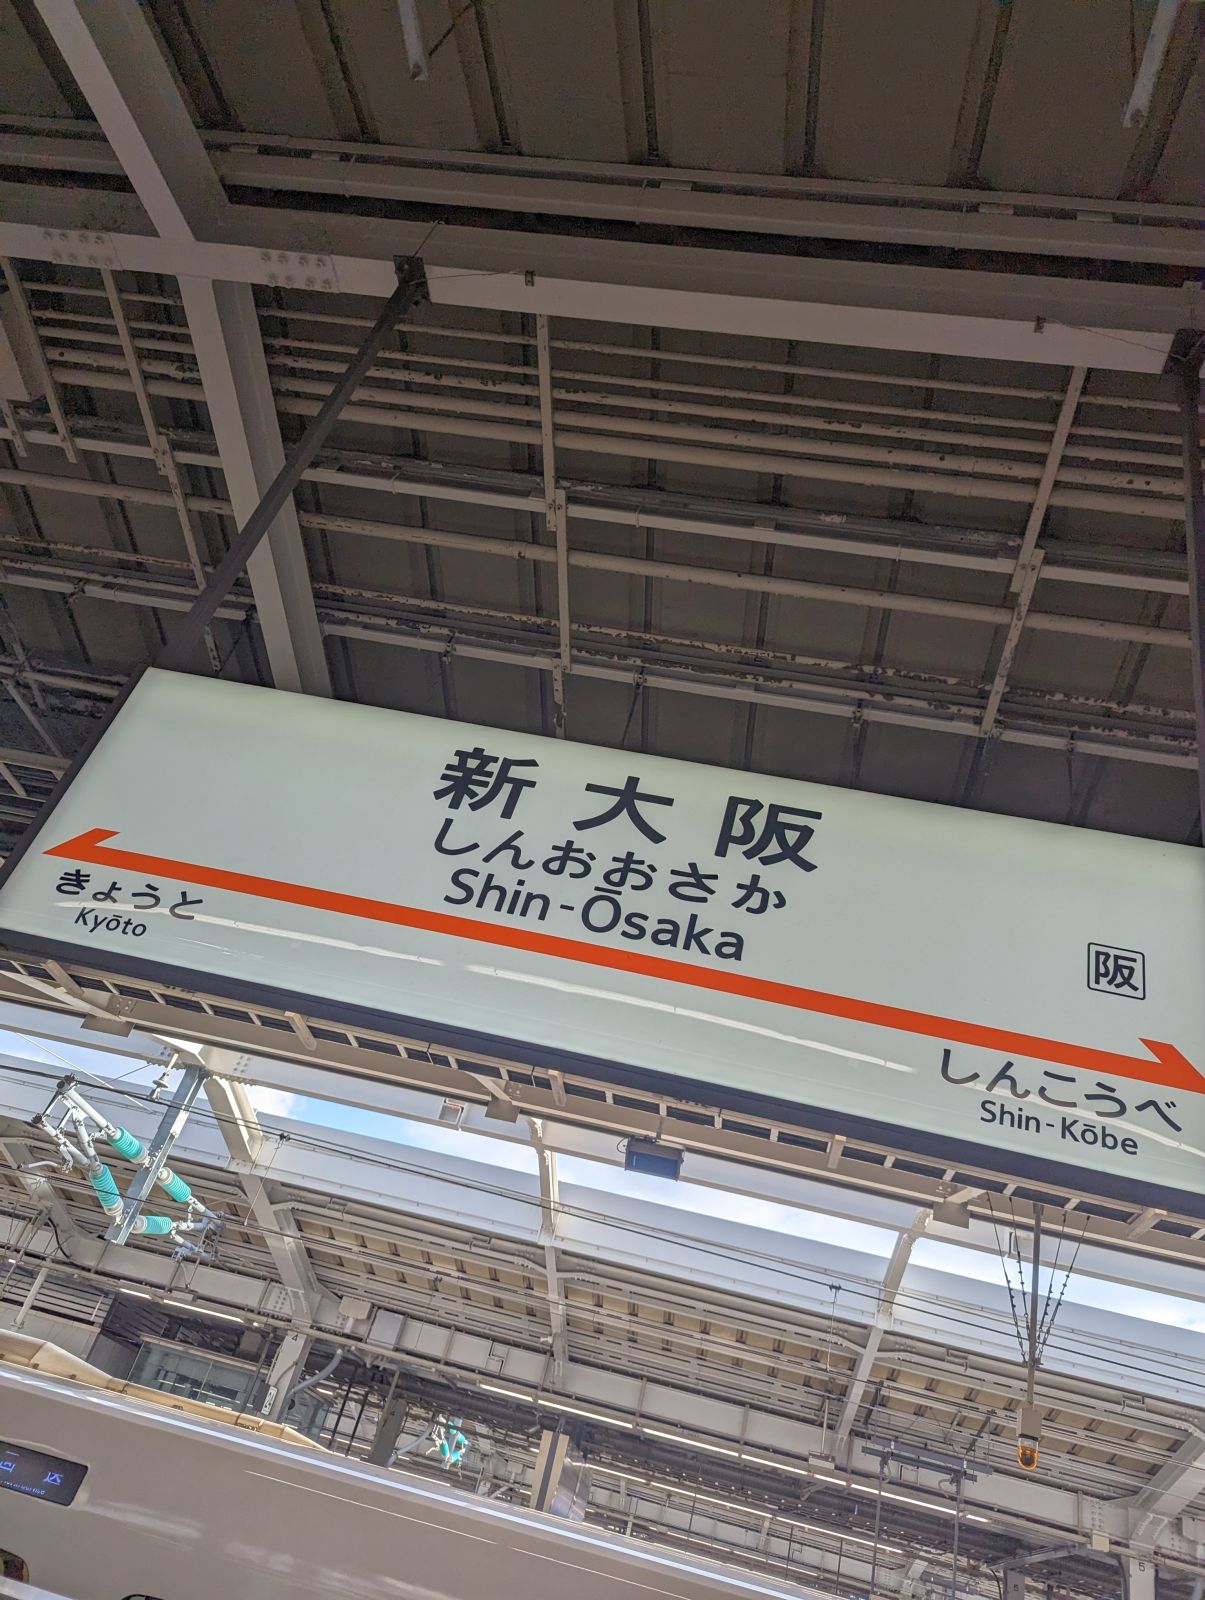 新大阪
しんおおさか
Shin-Ōsaka
きょうと
Kyōto
阪
しんこうべ
Shin-Kōbe